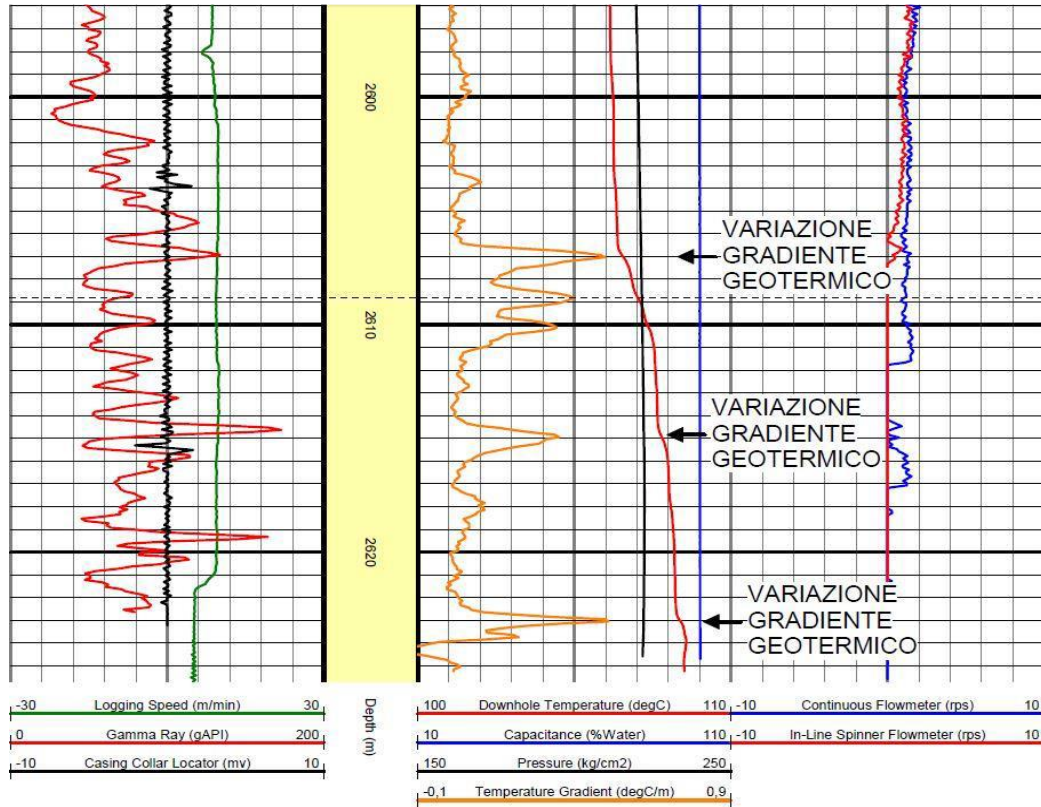 2600
VARIAZIONE
GRADIENTE
GEOTERMICO
2610
VARIAZIONE
GRADIENTE
GEOTERMICO
2620
VARIAZIONE
GRADIENTE
GEOTERMICO
-30 Logging Speed (m/min) 30
0 Gamma Ray (gAPI) 200
-10 Casing Collar Locator (mv) 10
Depth (m)
100 Downhole Temperature (degC) 110
10 Capacitance (%Water) 110
150 Pressure (kg/cm2) 250
-0,1 Temperature Gradient (degC/m) 0,9
-10 Continuous Flowmeter (rps) 10
-10 In-Line Spinner Flowmeter (rps) 10